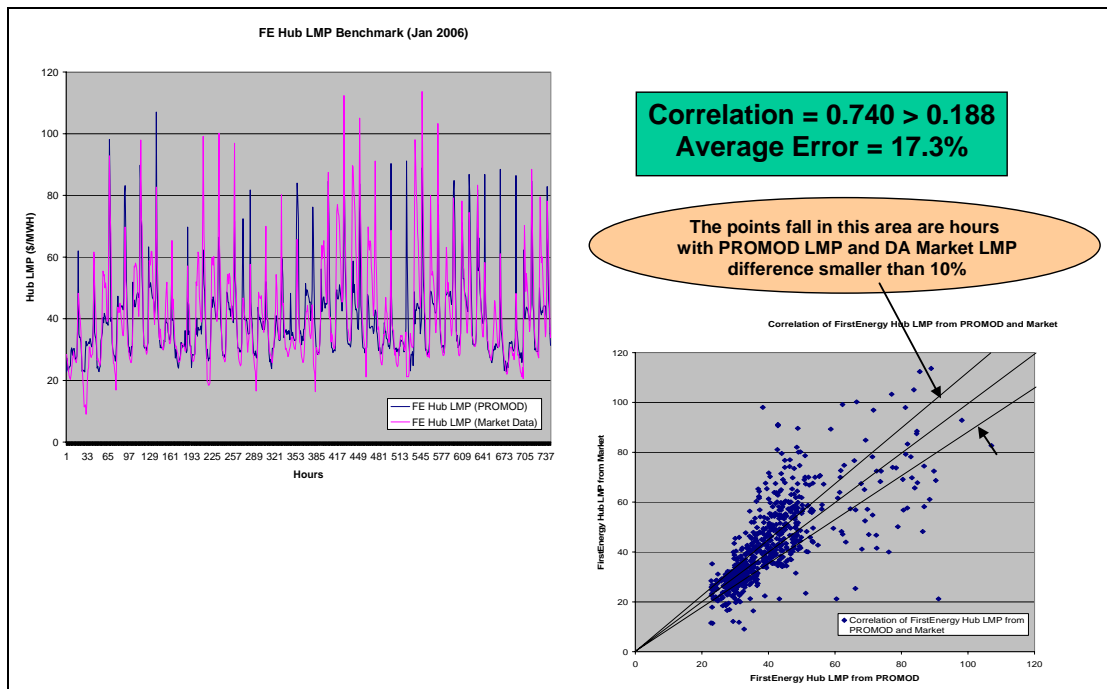 FE Hub LMP Benchmark (Jan 2006)
120
100
80
60
40
20
0
Hub LMP ($/MWH)
FE Hub LMP (PROMOD)
FE Hub LMP (Market Data)
1 33 65 97 129 161 193 225 257 289 321 353 385 417 449 481 513 545 577 609 641 673 705 737
Hours
Correlation = 0.740 > 0.188
Average Error = 17.3%
The points fall in this area are hours
with PROMOD LMP and DA Market LMP
difference smaller than 10%
Correlation of FirstEnergy Hub LMP from PROMOD and Market
120
100
80
60
40
20
0
FirstEnergy Hub LMP from Market
Correlation of FirstEnergy Hub LMP from
PROMOD and Market
0 20 40 60 80 100 120
FirstEnergy Hub LMP from PROMOD